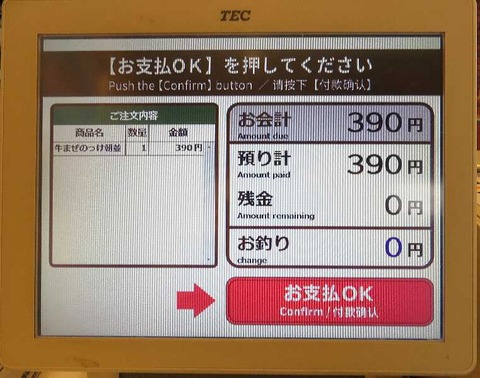 TEC
【お支払OK】を押してください
Push the【Confirm】button ／ 请按下【付款确认】
ご注文内容
商品名 数量 金額
牛まぜのっけ朝並 1 390円
お会計 390円
Amount due
預り計 390円
Amount paid
残金 0円
Amount remaining
お釣り 0円
change
お支払OK
Confirm / 付款确认